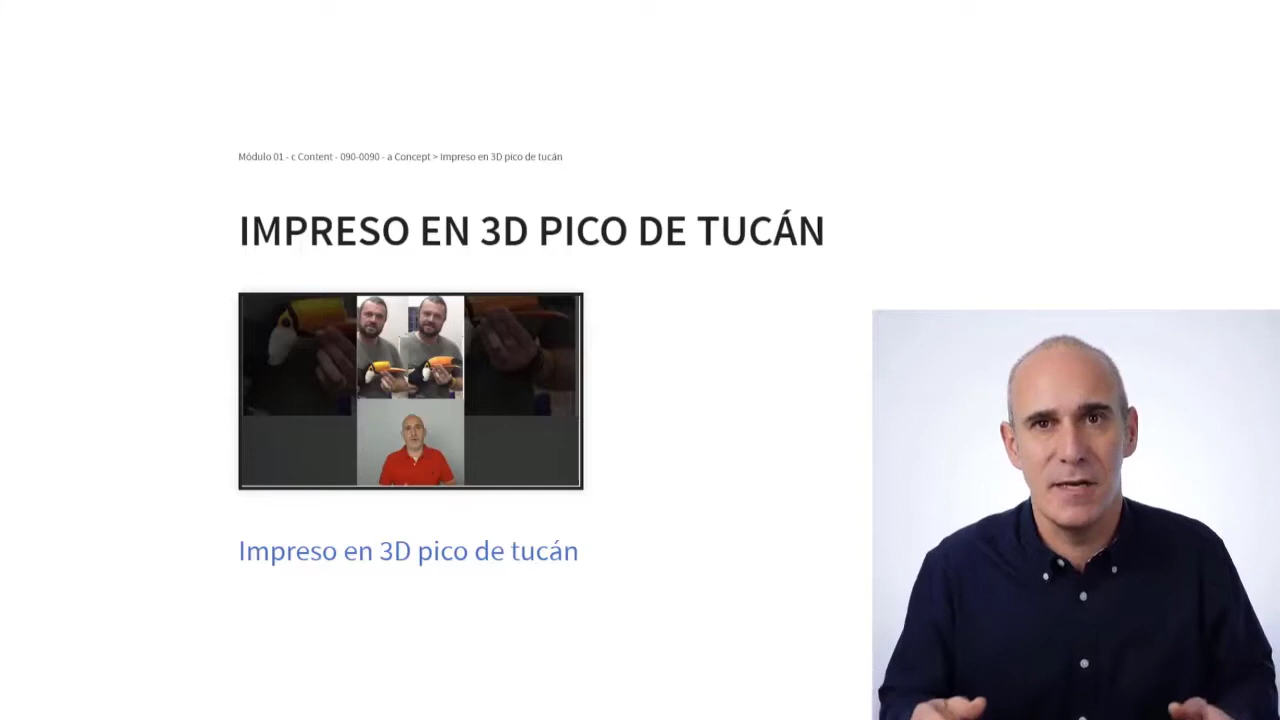 Módulo 01 - c Content - 090-0090 - a Concept > Impreso en 3D pico de tucán
IMPRESO EN 3D PICO DE TUCÁN
Impreso en 3D pico de tucán